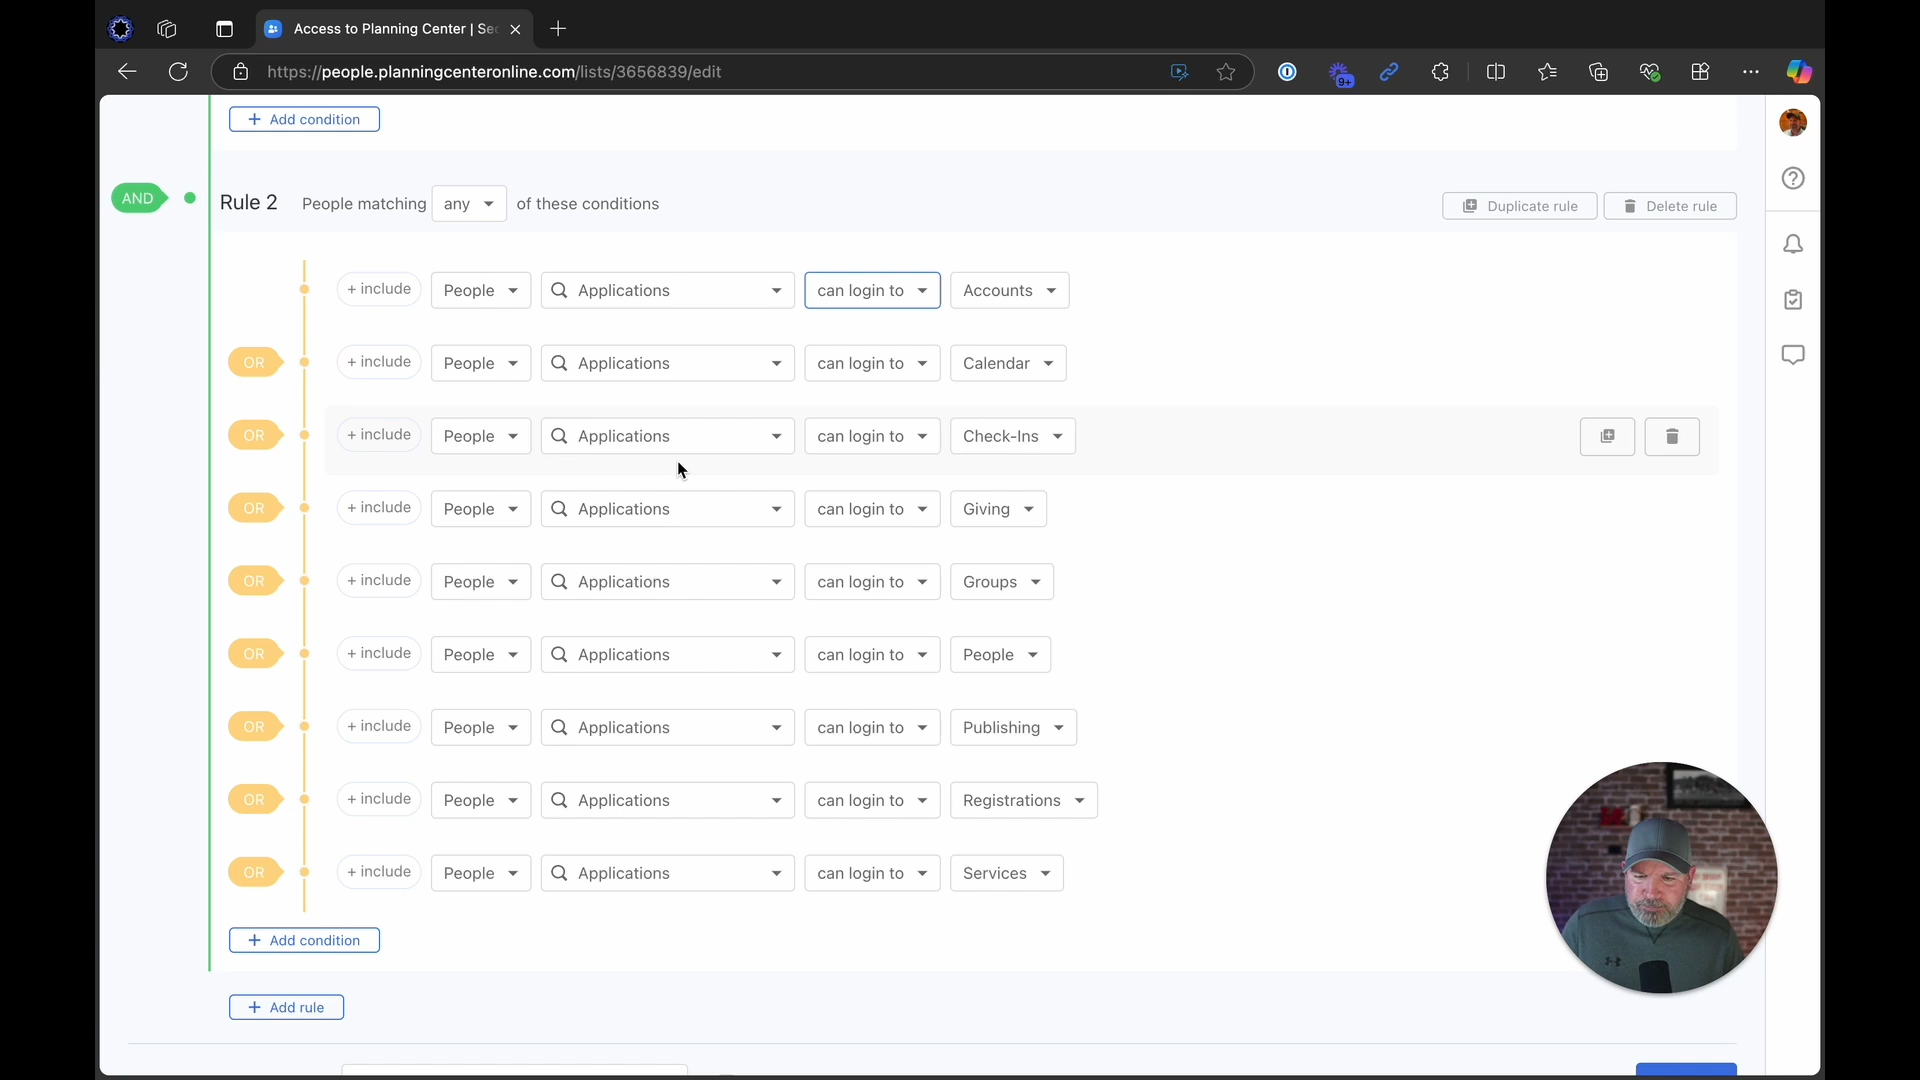 Access to Planning Center | Sec
https://people.planningcenteronline.com/lists/3656839/edit
9+
+ Add condition
AND
Rule 2 People matching any of these conditions
Duplicate rule
Delete rule
+ include People Applications can login to Accounts
OR + include People Applications can login to Calendar
OR + include People Applications can login to Check-Ins
OR + include People Applications can login to Giving
OR + include People Applications can login to Groups
OR + include People Applications can login to People
OR + include People Applications can login to Publishing
OR + include People Applications can login to Registrations
OR + include People Applications can login to Services
+ Add condition
+ Add rule